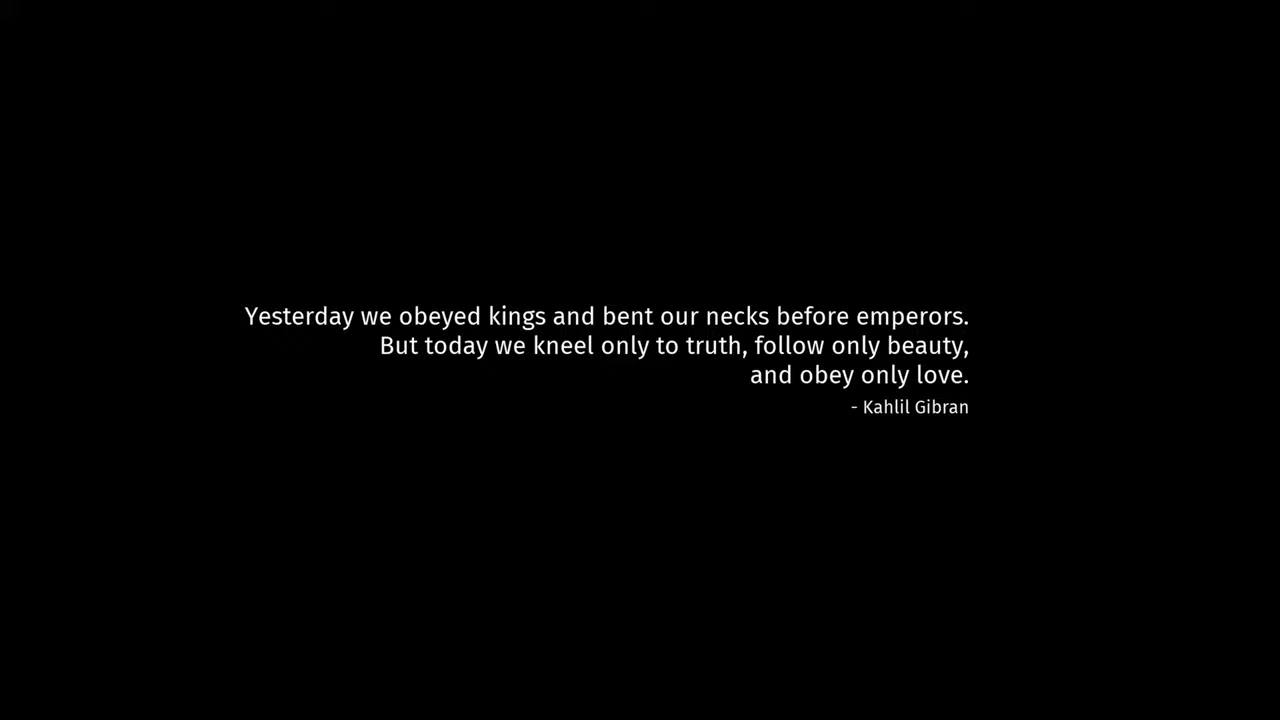 Yesterday we obeyed kings and bent our necks before emperors.
But today we kneel only to truth, follow only beauty,
and obey only love.
- Kahlil Gibran